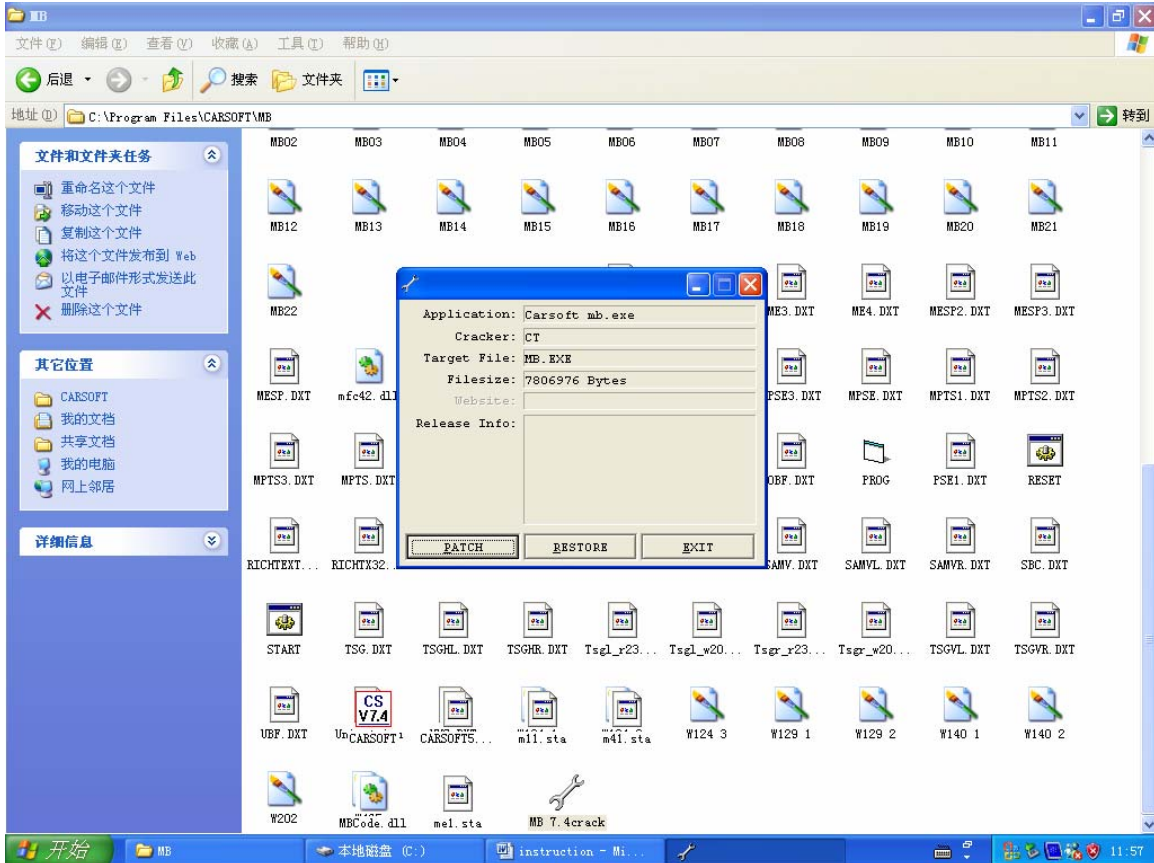 MB
文件(F) 编辑(E) 查看(V) 收藏(A) 工具(T) 帮助(H)
后退 搜索 文件夹
地址(D) C:\Program Files\CARSOFT\MB 转到
文件和文件夹任务
重命名这个文件
移动这个文件
复制这个文件
将这个文件发布到 Web
以电子邮件形式发送此
文件
删除这个文件
其它位置
CARSOFT
我的文档
共享文档
我的电脑
网上邻居
详细信息
MB02 MB03 MB04 MB05 MB06 MB07 MB08 MB09 MB10 MB11
MB12 MB13 MB14 MB15 MB16 MB17 MB18 MB19 MB20 MB21
MB22 ME3.DXT ME4.DXT MESP2.DXT MESP3.DXT
MESP.DXT mfc42.dll PSE3.DXT MPSE.DXT MPTS1.DXT MPTS2.DXT
MPTS3.DXT MPTS.DXT OBF.DXT PROG PSE1.DXT RESET
RICHTEXT... RICHTX32. SAMV.DXT SAMVL.DXT SAMVR.DXT SBC.DXT
START TSG.DXT TSGHL.DXT TSGHR.DXT Tsgl_r23... Tsgl_w20... Tsgr_r23... Tsgr_w20... TSGVL.DXT TSGVR.DXT
CS
V7.4
UBF.DXT CARSOFT CARSOFT5... m11.sta m41.sta W124 3 W129 1 W129 2 W140 1 W140 2
W202 MBCode.dll me1.sta MB 7.4crack
Application: Carsoft mb.exe
Cracker: CT
Target File: MB.EXE
Filesize: 7806976 Bytes
Website:
Release Info:
PATCH RESTORE EXIT
开始 MB 本地磁盘 (C:) instruction - Mi... 11:57